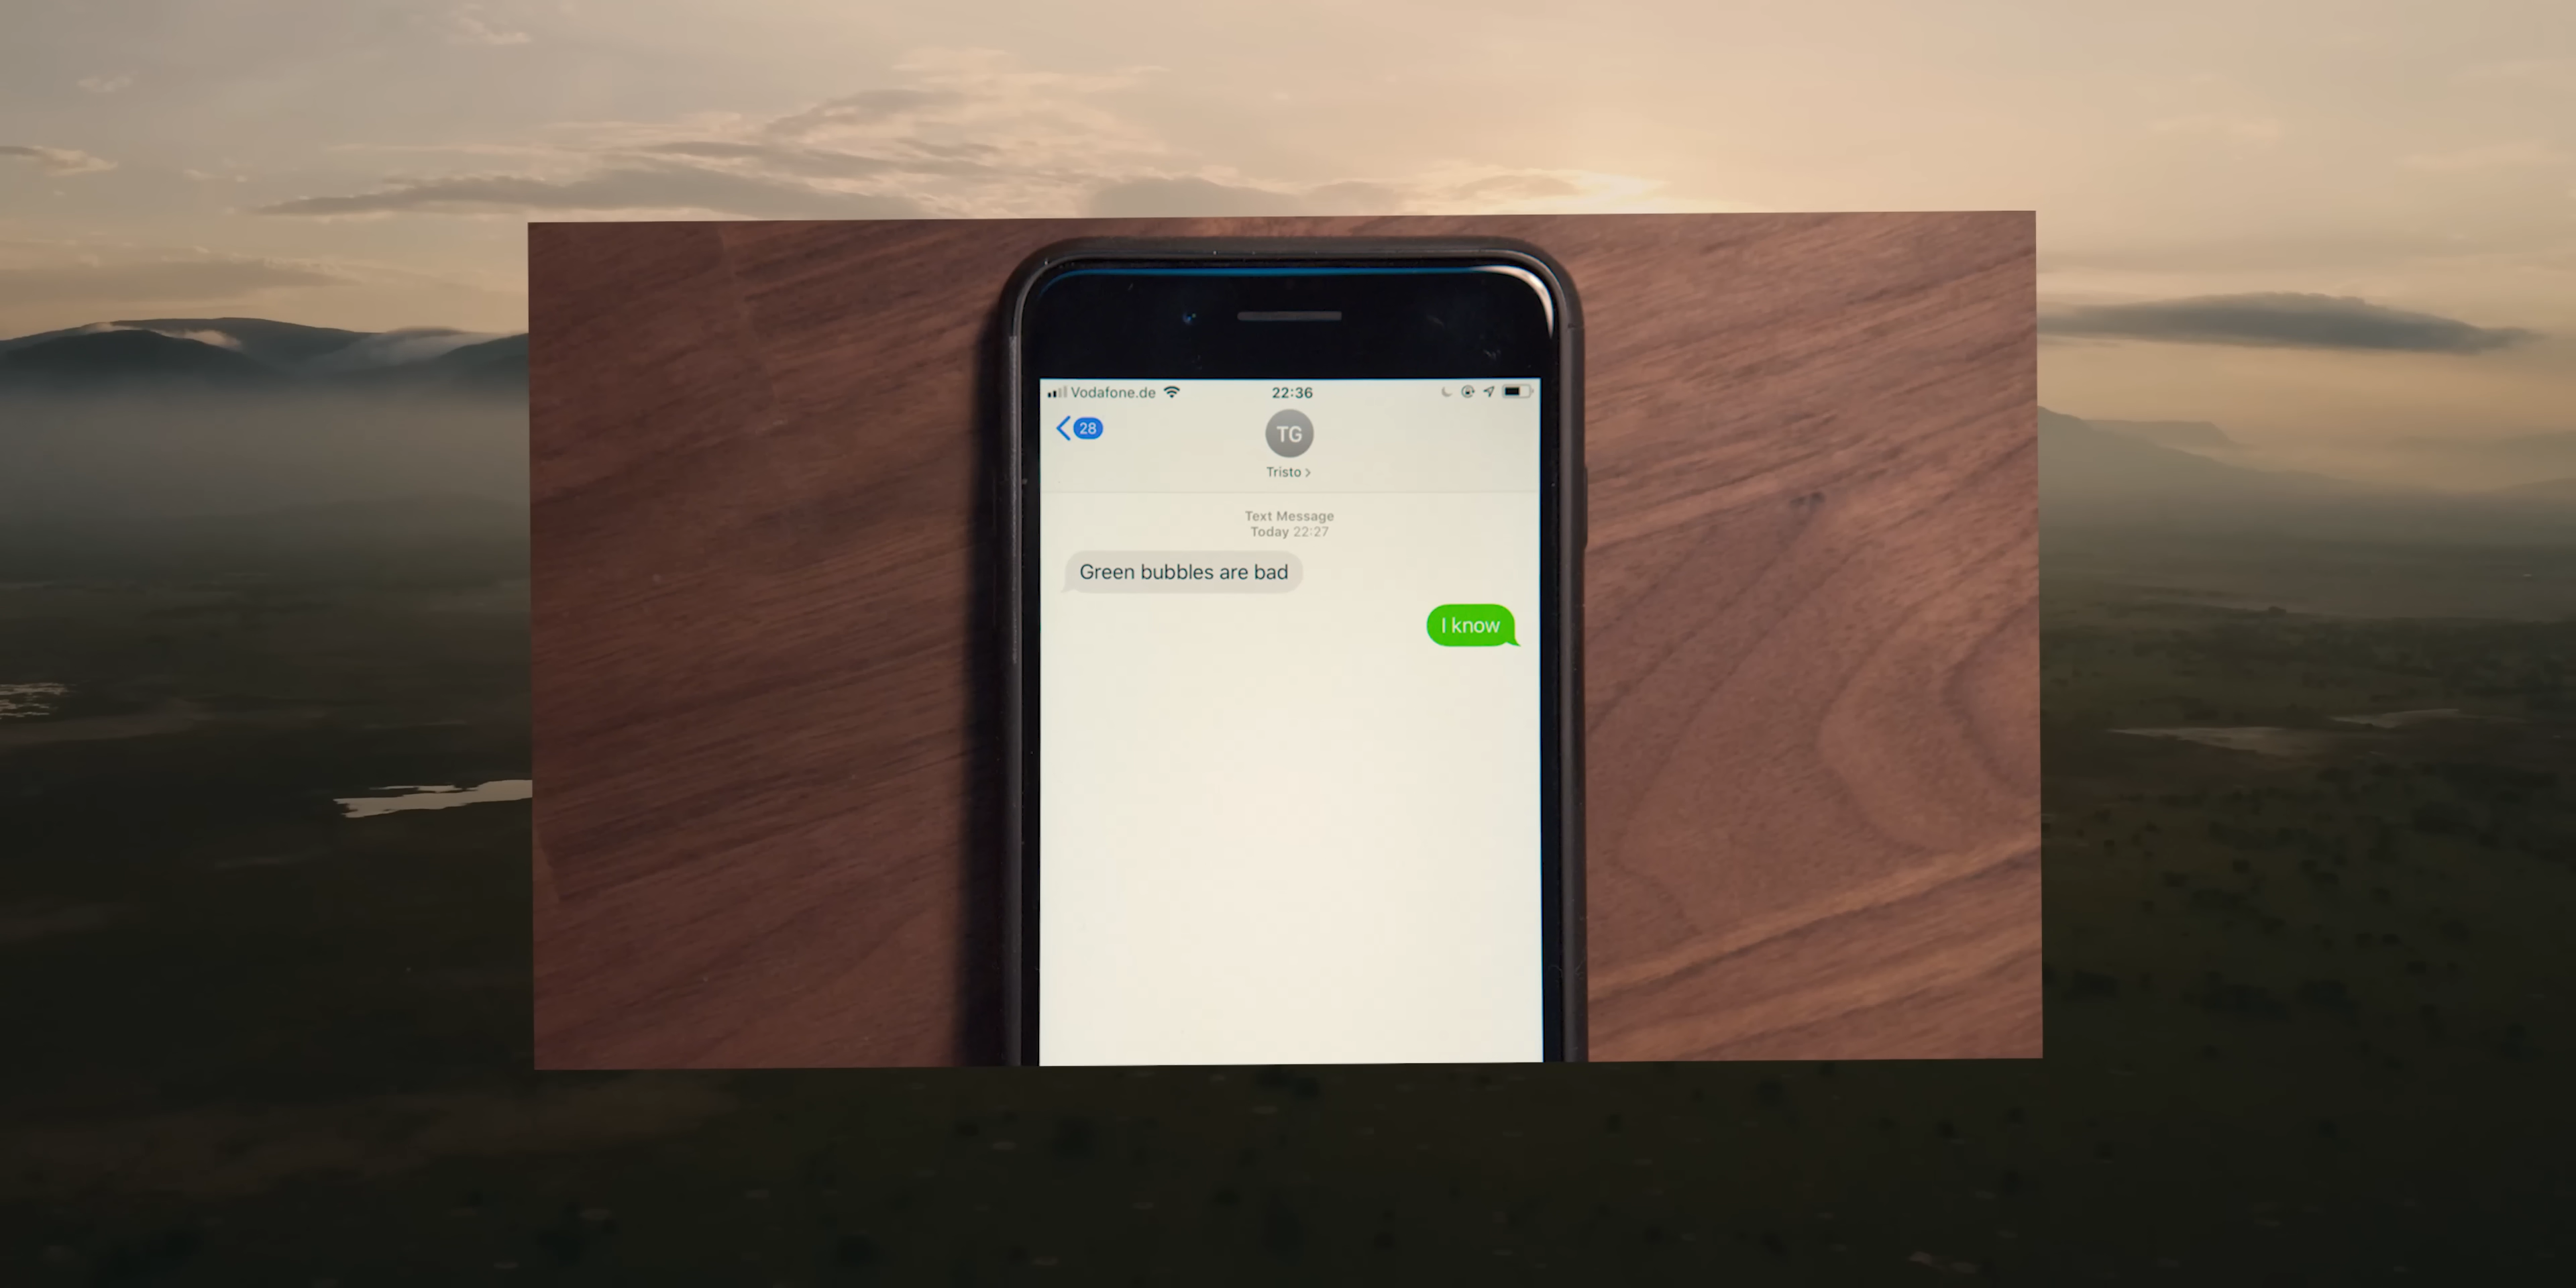 Vodafone.de 22:36
28
TG
Tristo >
Text Message
Today 22:27
Green bubbles are bad
I know